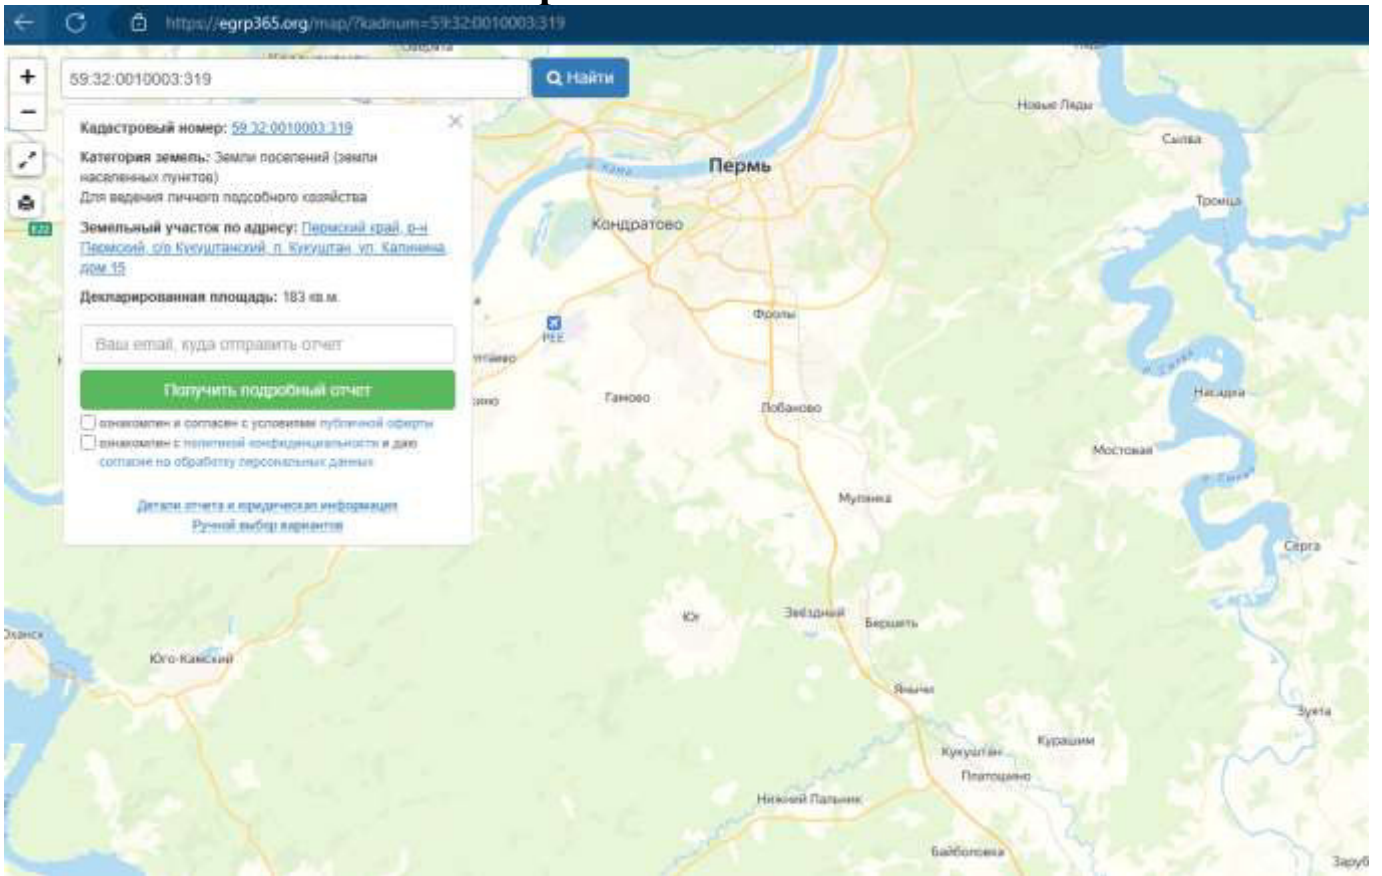 https://egrp365.org/map/?kadnum=59:32:0010003:319
59:32:0010003:319
Найти
Кадастровый номер: 59:32:0010003:319
Категория земель: Земли поселений (земли
населенных пунктов)
Для ведения личного подсобного хозяйства
Земельный участок по адресу: Пермский край, р-н
Пермский, с/о Кукуштанский, п. Кукуштан, ул. Калинина,
дом 15
Декларированная площадь: 183 кв.м.
Ваш email, куда отправить отчет
Получить подробный отчет
ознакомлен и согласен с условиями публичной оферты
ознакомлен с политикой конфиденциальности и даю
согласие на обработку персональных данных
Детали отчета и юридическая информация
Ручной выбор вариантов
Новые Ляды
Сылва
р. Кама
Пермь
Троица
Кондратово
Фролы
PEE
Гамово
Лобаново
Насадка
Мостовая
Мулянка
Серга
Юг
Звёздный
Бершеть
Оханск
Юго-Камский
Янычи
Зуята
Кукуштан
Курашим
Платошино
Нижний Пальник
Байболовка
Заруб